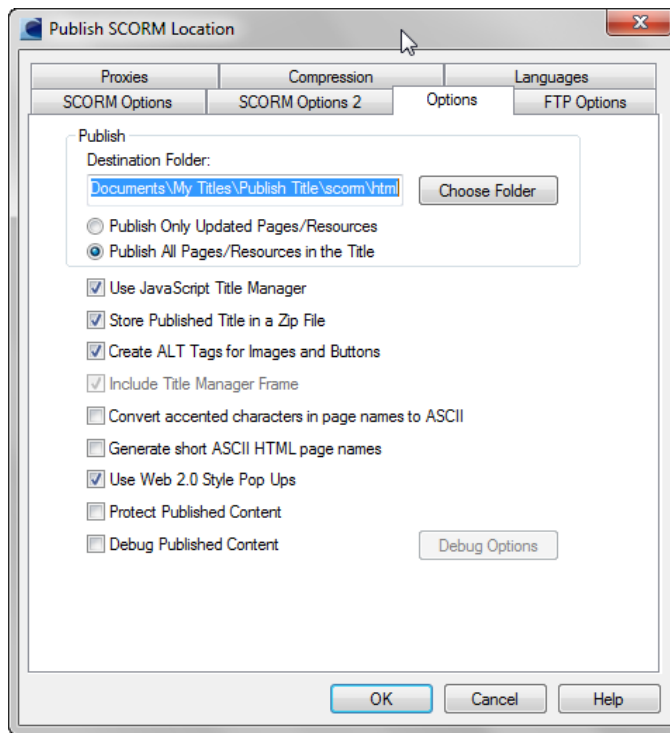 Publish SCORM Location
Proxies Compression Languages
SCORM Options SCORM Options 2 Options FTP Options
Publish
Destination Folder:
Documents\My Titles\Publish Title\scorm\html Choose Folder
Publish Only Updated Pages/Resources
Publish All Pages/Resources in the Title
Use JavaScript Title Manager
Store Published Title in a Zip File
Create ALT Tags for Images and Buttons
Include Title Manager Frame
Convert accented characters in page names to ASCII
Generate short ASCII HTML page names
Use Web 2.0 Style Pop Ups
Protect Published Content
Debug Published Content Debug Options
OK Cancel Help